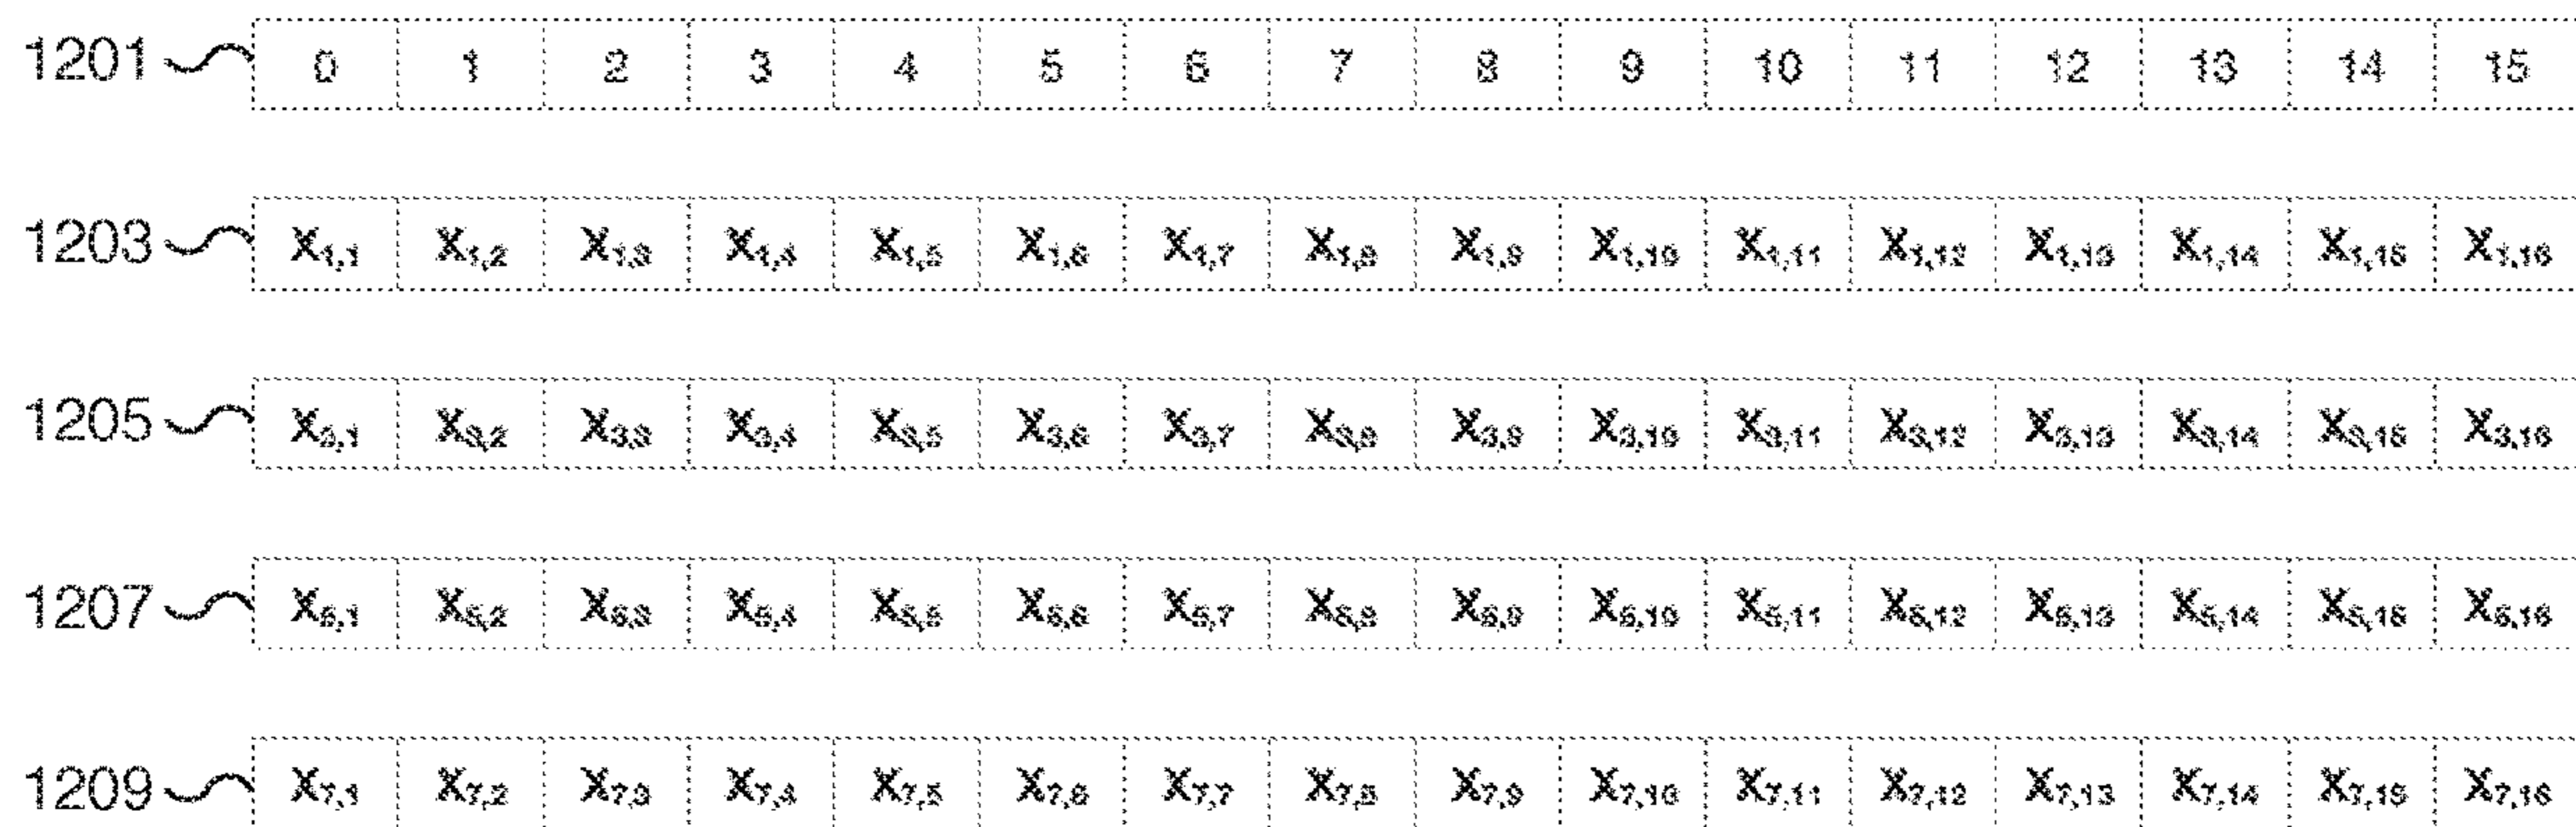 1201 0 1 2 3 4 5 6 7 8 9 10 11 12 13 14 15
1203 X1,1 X1,2 X1,3 X1,4 X1,5 X1,6 X1,7 X1,8 X1,9 X1,10 X1,11 X1,12 X1,13 X1,14 X1,15 X1,16
1205 X3,1 X3,2 X3,3 X3,4 X3,5 X3,6 X3,7 X3,8 X3,9 X3,10 X3,11 X3,12 X3,13 X3,14 X3,15 X3,16
1207 X5,1 X5,2 X5,3 X5,4 X5,5 X5,6 X5,7 X5,8 X5,9 X5,10 X5,11 X5,12 X5,13 X5,14 X5,15 X5,16
1209 X7,1 X7,2 X7,3 X7,4 X7,5 X7,6 X7,7 X7,8 X7,9 X7,10 X7,11 X7,12 X7,13 X7,14 X7,15 X7,16